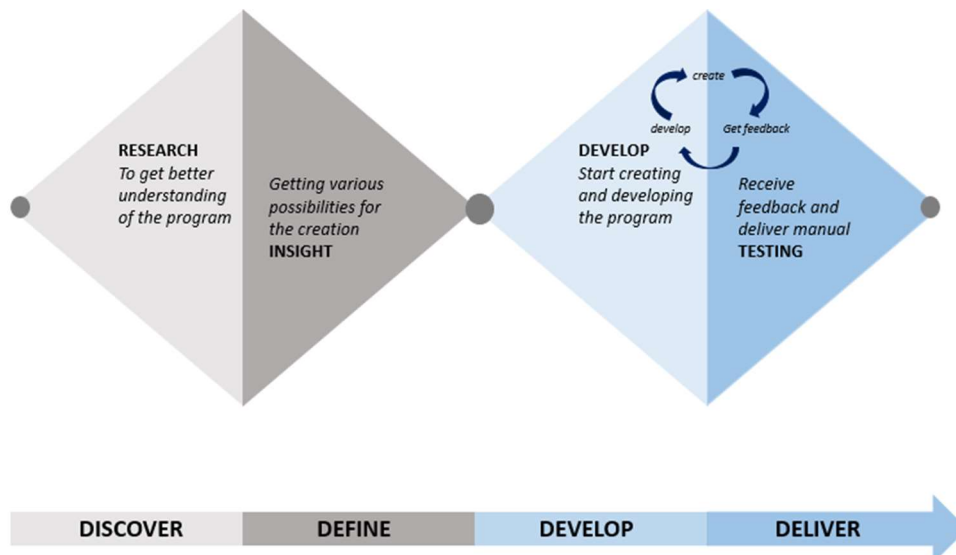 create
develop
Get feedback
RESEARCH
To get better
understanding
of the program
Getting various
possibilities for
the creation
INSIGHT
DEVELOP
Start creating
and developing
the program
Receive
feedback and
deliver manual
TESTING
DISCOVER
DEFINE
DEVELOP
DELIVER